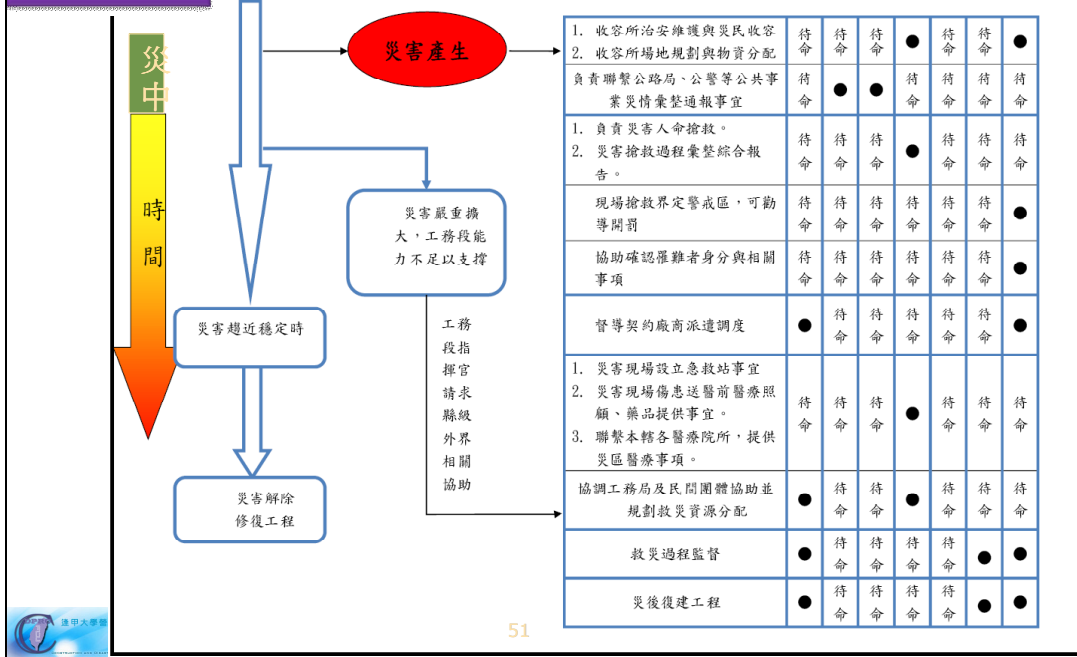 災中
時間
災害產生
災害嚴重擴
大，工務段能
力不足以支撐
災害趨近穩定時
工務
段指
揮官
請求
縣級
外界
相關
協助
災害解除
修復工程
1. 收容所治安維護與災民收容
2. 收容所場地規劃與物資分配
待命 待命 待命 ● 待命 待命 ●
負責聯繫公路局、公警等公共事
業災情彙整通報事宜
待命 ● ● 待命 待命 待命 待命
1. 負責災害人命搶救。
2. 災害搶救過程彙整綜合報
告。
待命 待命 待命 ● 待命 待命 待命
現場搶救界定警戒區，可勸
導開罰
待命 待命 待命 待命 待命 待命 ●
協助確認罹難者身分與相關
事項
待命 待命 待命 待命 待命 待命 ●
督導契約廠商派遣調度
● 待命 待命 待命 待命 待命 ●
1. 災害現場設立急救站事宜
2. 災害現場傷患送醫前醫療照
顧、藥品提供事宜。
3. 聯繫本轄各醫療院所，提供
災區醫療事項。
待命 待命 待命 ● 待命 待命 待命
協調工務局及民間團體協助並
規劃救災資源分配
● 待命 待命 ● 待命 待命 待命
救災過程監督
● 待命 待命 待命 待命 ● ●
災後復建工程
● 待命 待命 待命 待命 ● ●
逢甲大學營
51